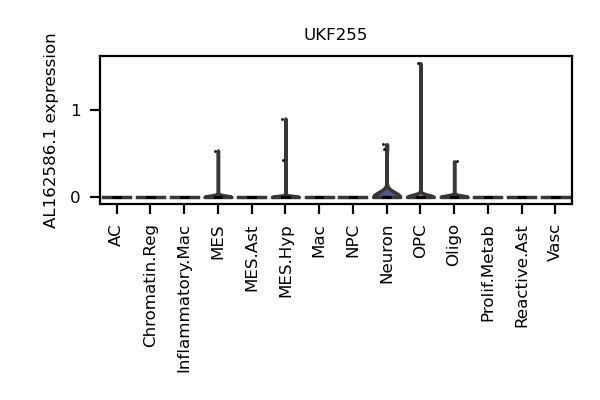 UKF255
AL162586.1 expression
1
0
AC
Chromatin.Reg
Inflammatory.Mac
MES
MES.Ast
MES.Hyp
Mac
NPC
Neuron
OPC
Oligo
Prolif.Metab
Reactive.Ast
Vasc